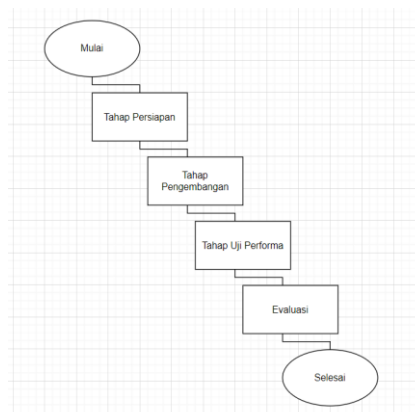 Mulai
Tahap Persiapan
Tahap
Pengembangan
Tahap Uji Performa
Evaluasi
Selesai